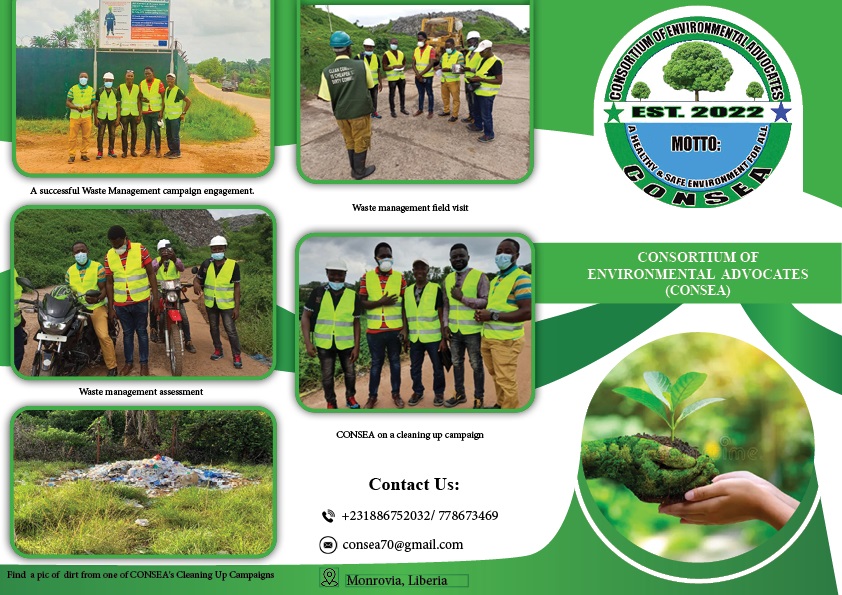 A successful Waste Management campaign engagement.
Waste management assessment
Find a pic of dirt from one of CONSEA's Cleaning Up Campaigns
Waste management field visit
CONSEA on a cleaning up campaign
Contact Us:
+231886752032/ 778673469
consea70@gmail.com
Monrovia, Liberia
CONSORTIUM OF ENVIRONMENTAL ADVOCATES
EST. 2022
MOTTO:
A HEALTHY & SAFE ENVIRONMENT FOR ALL
CONSEA
CONSORTIUM OF
ENVIRONMENTAL ADVOCATES
(CONSEA)